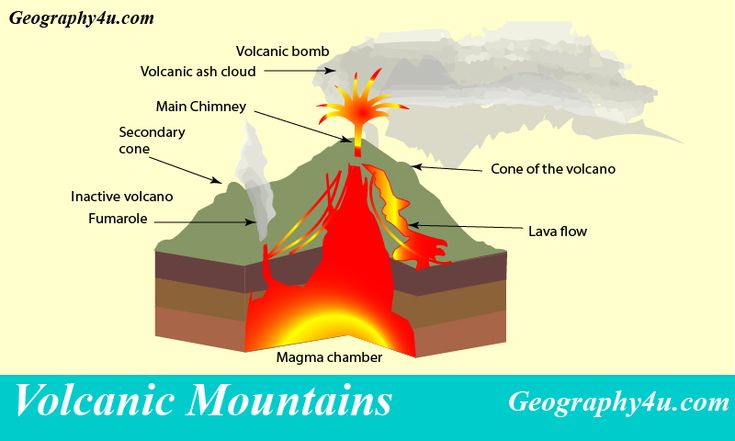 Geography4u.com
Volcanic bomb
Volcanic ash cloud
Main Chimney
Secondary
cone
Cone of the volcano
Inactive volcano
Fumarole
Lava flow
Magma chamber
Volcanic Mountains
Geography4u.com